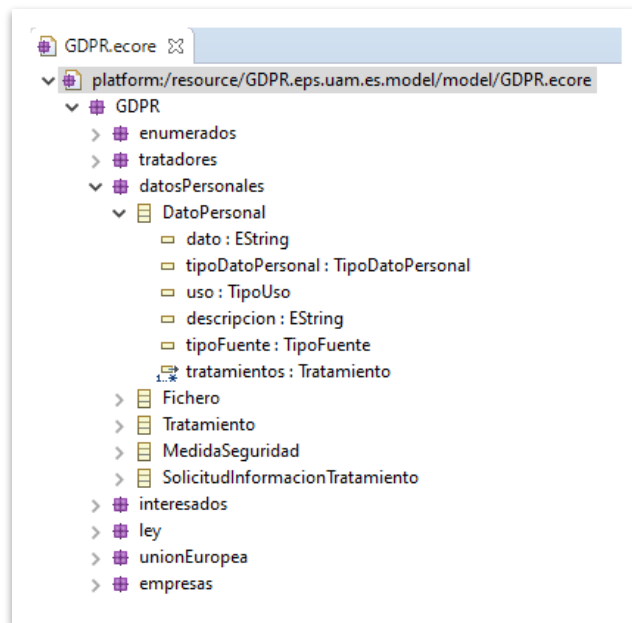 GDPR.ecore
platform:/resource/GDPR.eps.uam.es.model/model/GDPR.ecore
GDPR
enumerados
tratadores
datosPersonales
DatoPersonal
dato : EString
tipoDatoPersonal : TipoDatoPersonal
uso : TipoUso
descripcion : EString
tipoFuente : TipoFuente
1..* tratamientos : Tratamiento
Fichero
Tratamiento
MedidaSeguridad
SolicitudInformacionTratamiento
interesados
ley
unionEuropea
empresas